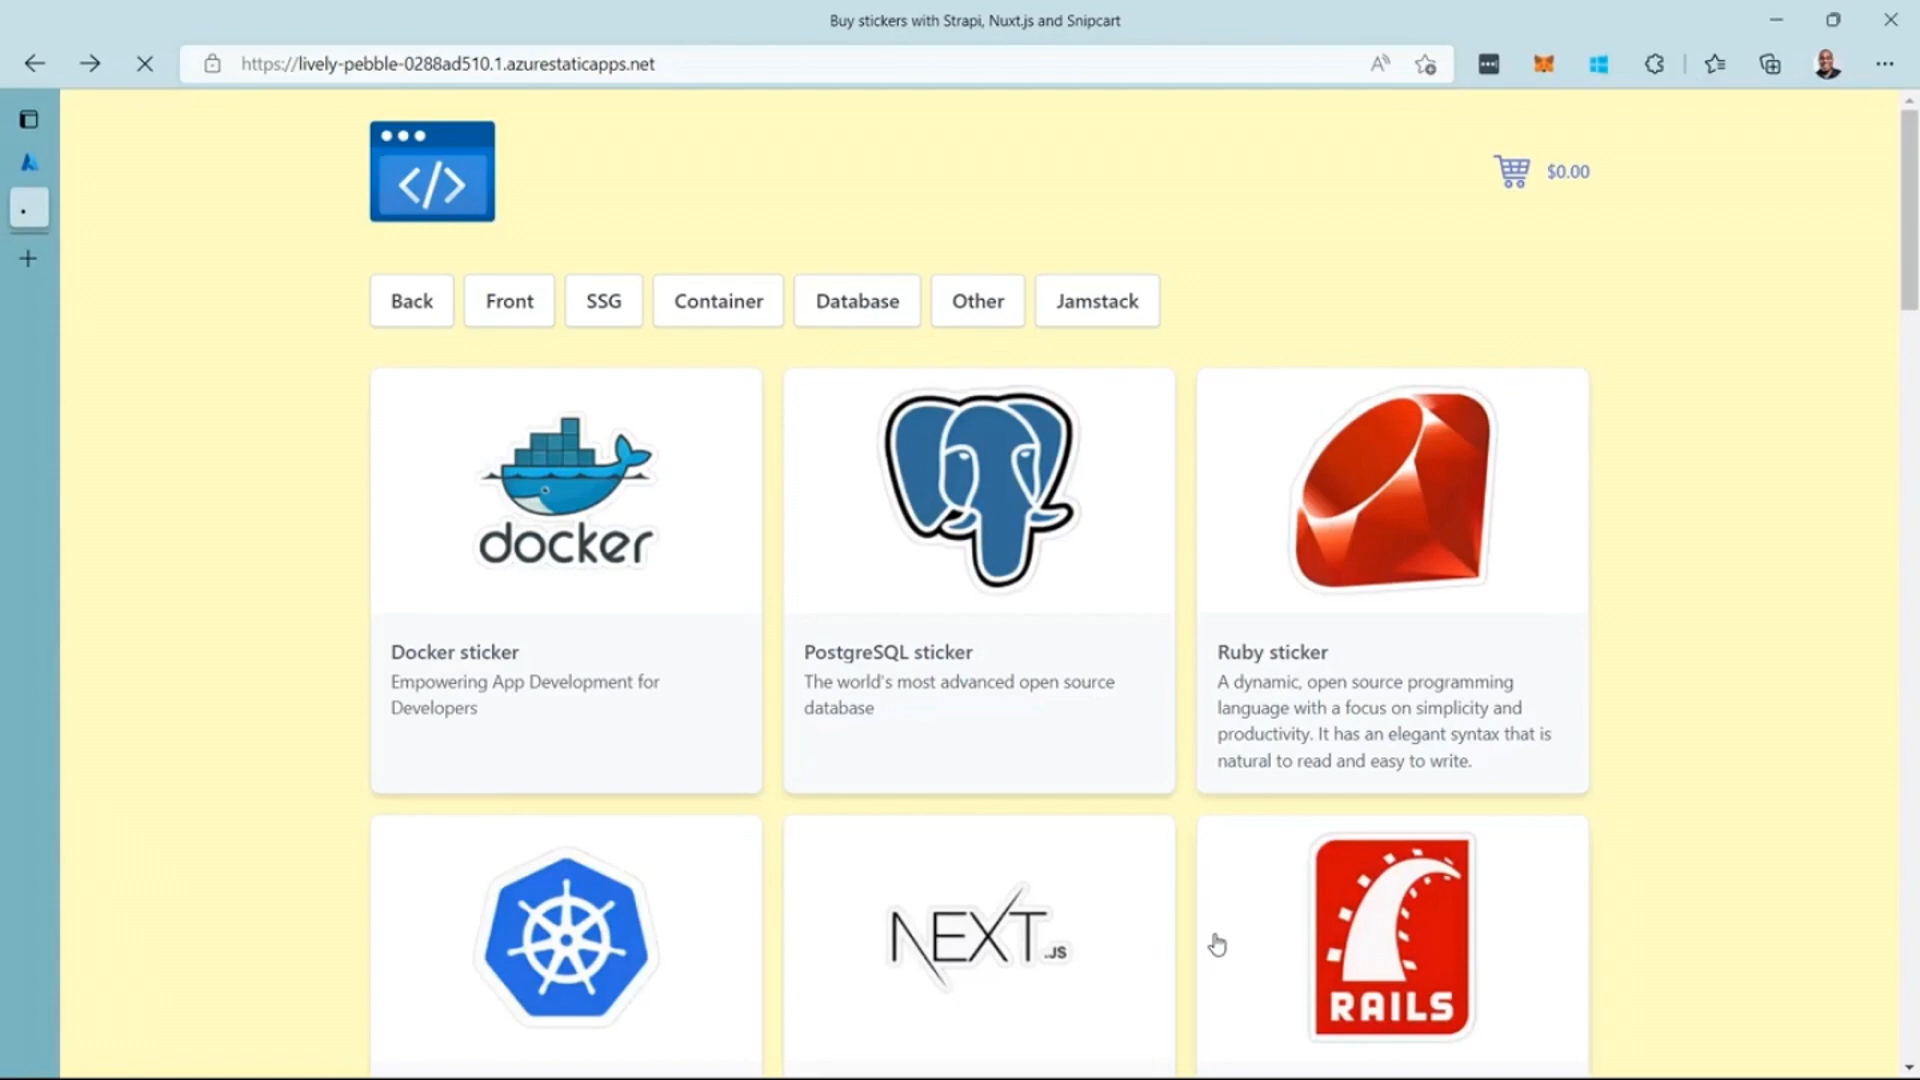 Buy stickers with Strapi, Nuxt.js and Snipcart
https://lively-pebble-0288ad510.1.azurestaticapps.net
$0.00
Back Front SSG Container Database Other Jamstack
docker
Docker sticker
Empowering App Development for
Developers
PostgreSQL sticker
The world's most advanced open source
database
Ruby sticker
A dynamic, open source programming
language with a focus on simplicity and
productivity. It has an elegant syntax that is
natural to read and easy to write.
NEXT.JS
RAILS